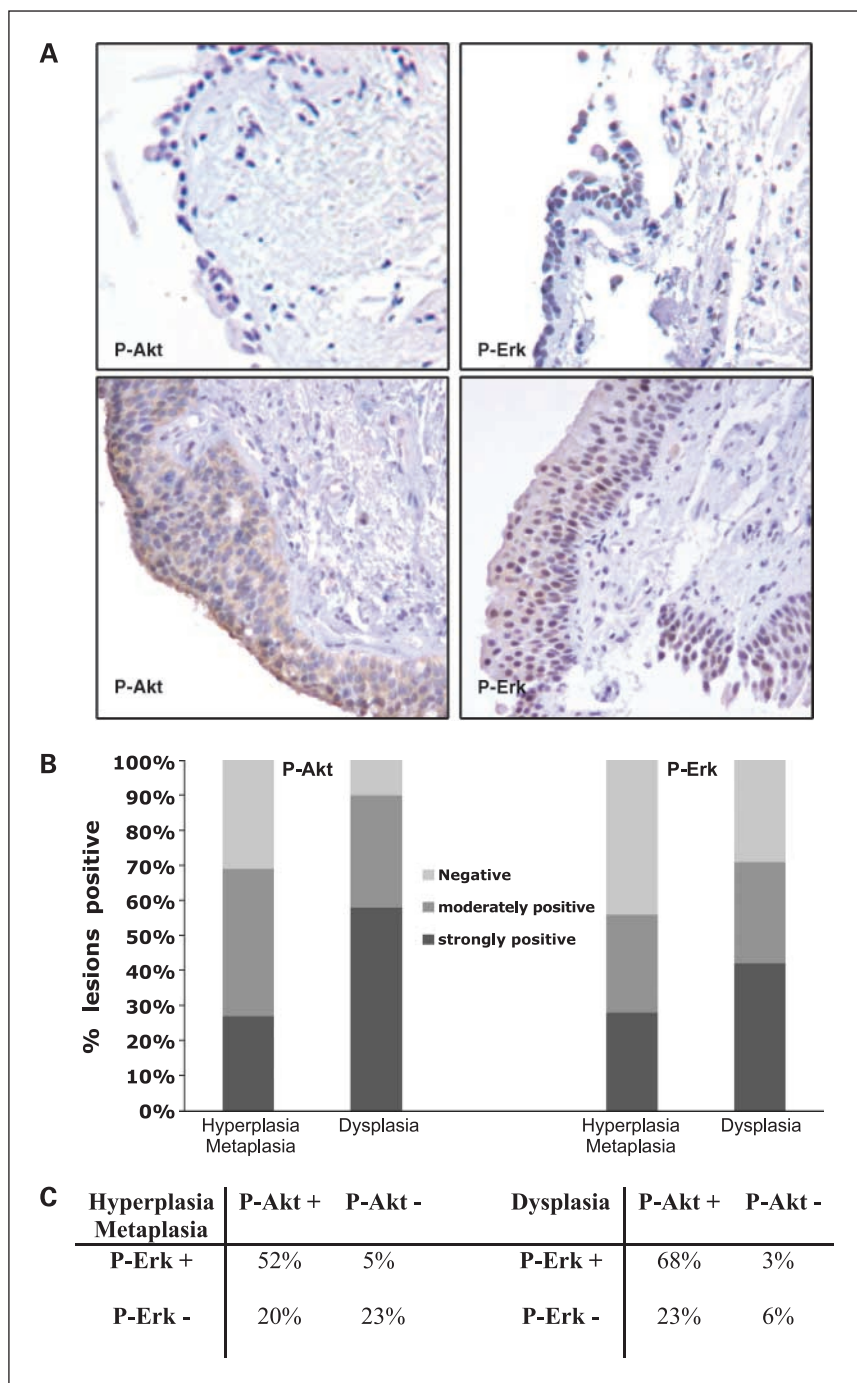 A
P-Akt
P-Erk
P-Akt
P-Erk
B
100%
90%
80%
70%
60%
50%
40%
30%
20%
10%
0%
% lesions positive
P-Akt
P-Erk
Negative
moderately positive
strongly positive
Hyperplasia
Metaplasia
Dysplasia
Hyperplasia
Metaplasia
Dysplasia
C
Hyperplasia P-Akt + P-Akt -
Metaplasia
P-Erk + 52% 5%
P-Erk - 20% 23%
Dysplasia P-Akt + P-Akt -
P-Erk + 68% 3%
P-Erk - 23% 6%